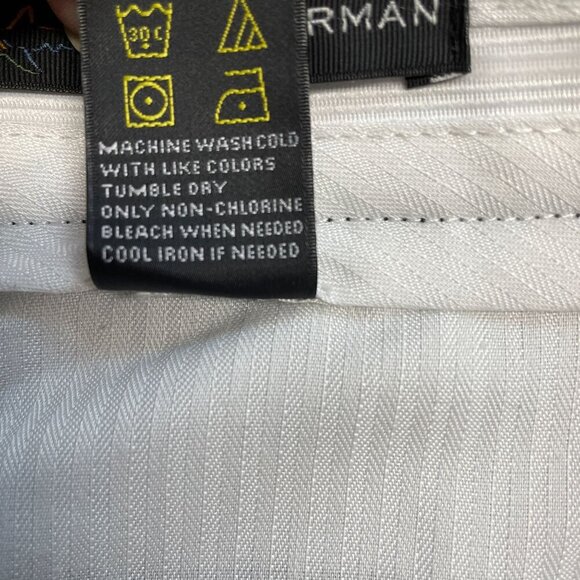 30C
RMAN
MACHINE WASH COLD
WITH LIKE COLORS
TUMBLE DRY
ONLY NON-CHLORINE
BLEACH WHEN NEEDED
COOL IRON IF NEEDED